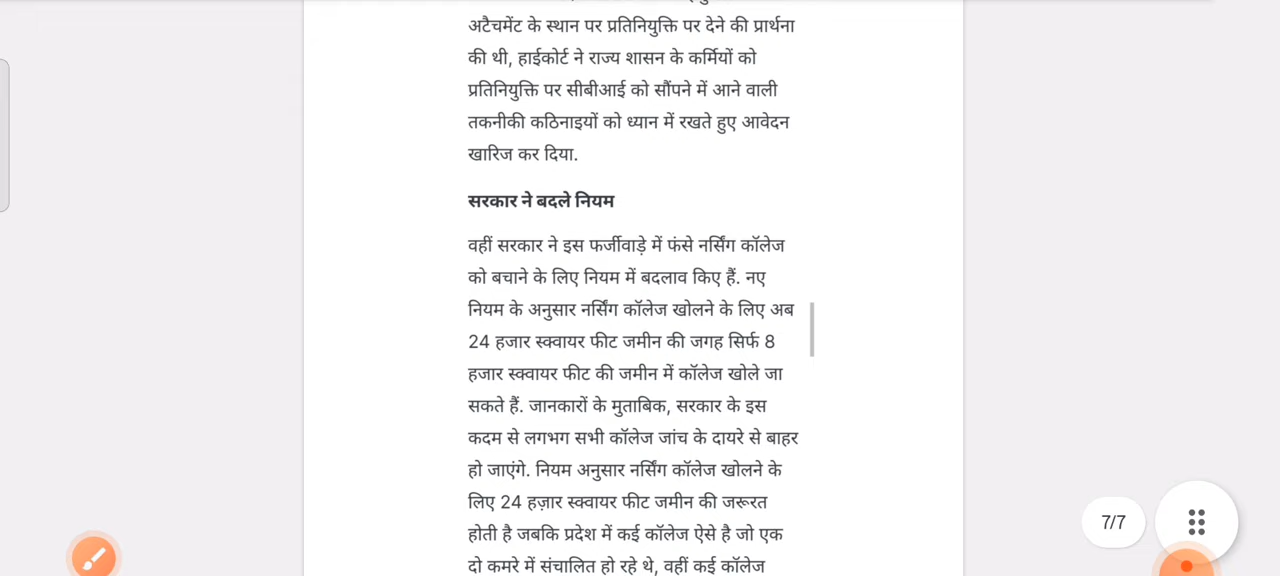 अटैचमेंट के स्थान पर प्रतिनियुक्ति पर देने की प्रार्थना
की थी, हाईकोर्ट ने राज्य शासन के कर्मियों को
प्रतिनियुक्ति पर सीबीआई को सौंपने में आने वाली
तकनीकी कठिनाइयों को ध्यान में रखते हुए आवेदन
खारिज कर दिया.
सरकार ने बदले नियम
वहीं सरकार ने इस फर्जीवाड़े में फंसे नर्सिंग कॉलेज
को बचाने के लिए नियम में बदलाव किए हैं. नए
नियम के अनुसार नर्सिंग कॉलेज खोलने के लिए अब
24 हजार स्क्वायर फीट जमीन की जगह सिर्फ 8
हजार स्क्वायर फीट की जमीन में कॉलेज खोले जा
सकते हैं. जानकारों के मुताबिक, सरकार के इस
कदम से लगभग सभी कॉलेज जांच के दायरे से बाहर
हो जाएंगे. नियम अनुसार नर्सिंग कॉलेज खोलने के
लिए 24 हज़ार स्क्वायर फीट जमीन की जरूरत
होती है जबकि प्रदेश में कई कॉलेज ऐसे है जो एक
दो कमरे में संचालित हो रहे थे, वहीं कई कॉलेज
7/7